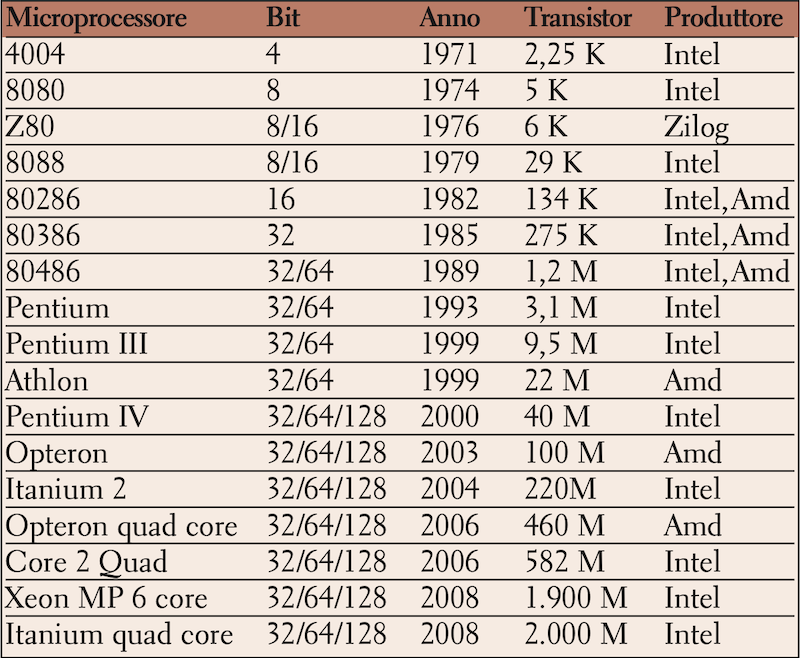 Microprocessore Bit Anno Transistor Produttore
4004 4 1971 2,25 K Intel
8080 8 1974 5 K Intel
Z80 8/16 1976 6 K Zilog
8088 8/16 1979 29 K Intel
80286 16 1982 134 K Intel,Amd
80386 32 1985 275 K Intel,Amd
80486 32/64 1989 1,2 M Intel,Amd
Pentium 32/64 1993 3,1 M Intel
Pentium III 32/64 1999 9,5 M Intel
Athlon 32/64 1999 22 M Amd
Pentium IV 32/64/128 2000 40 M Intel
Opteron 32/64/128 2003 100 M Amd
Itanium 2 32/64/128 2004 220M Intel
Opteron quad core 32/64/128 2006 460 M Amd
Core 2 Quad 32/64/128 2006 582 M Intel
Xeon MP 6 core 32/64/128 2008 1.900 M Intel
Itanium quad core 32/64/128 2008 2.000 M Intel